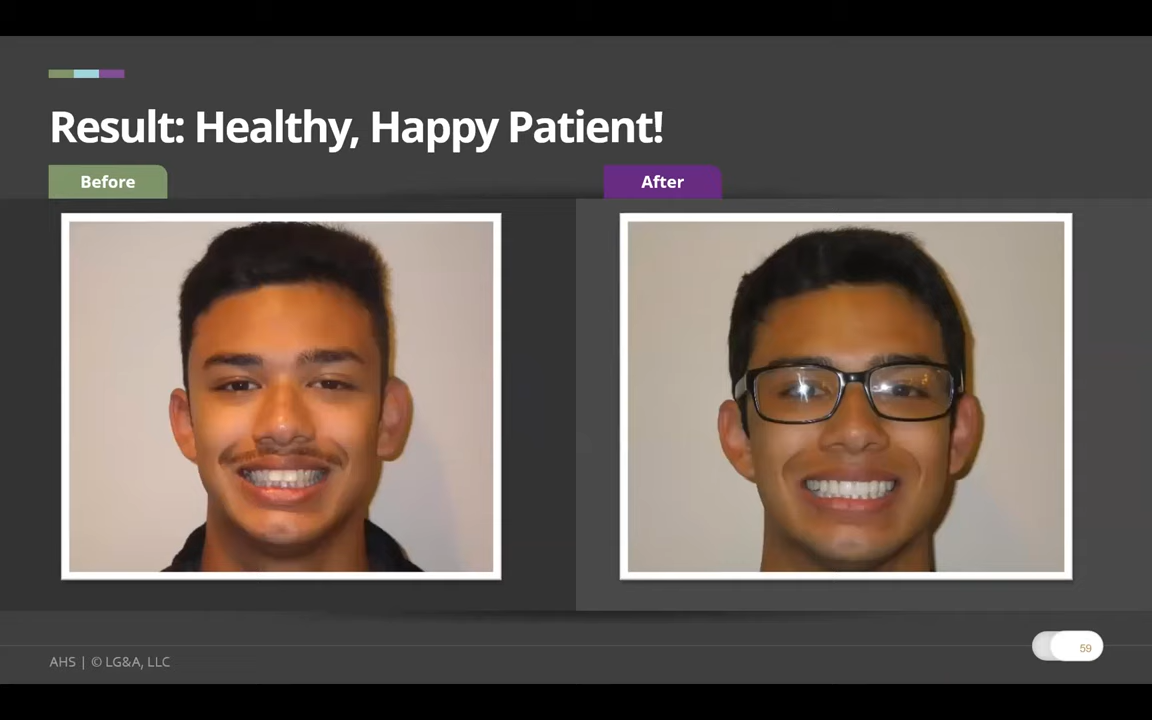 Result: Healthy, Happy Patient!
Before
After
AHS | © LG&A, LLC
59